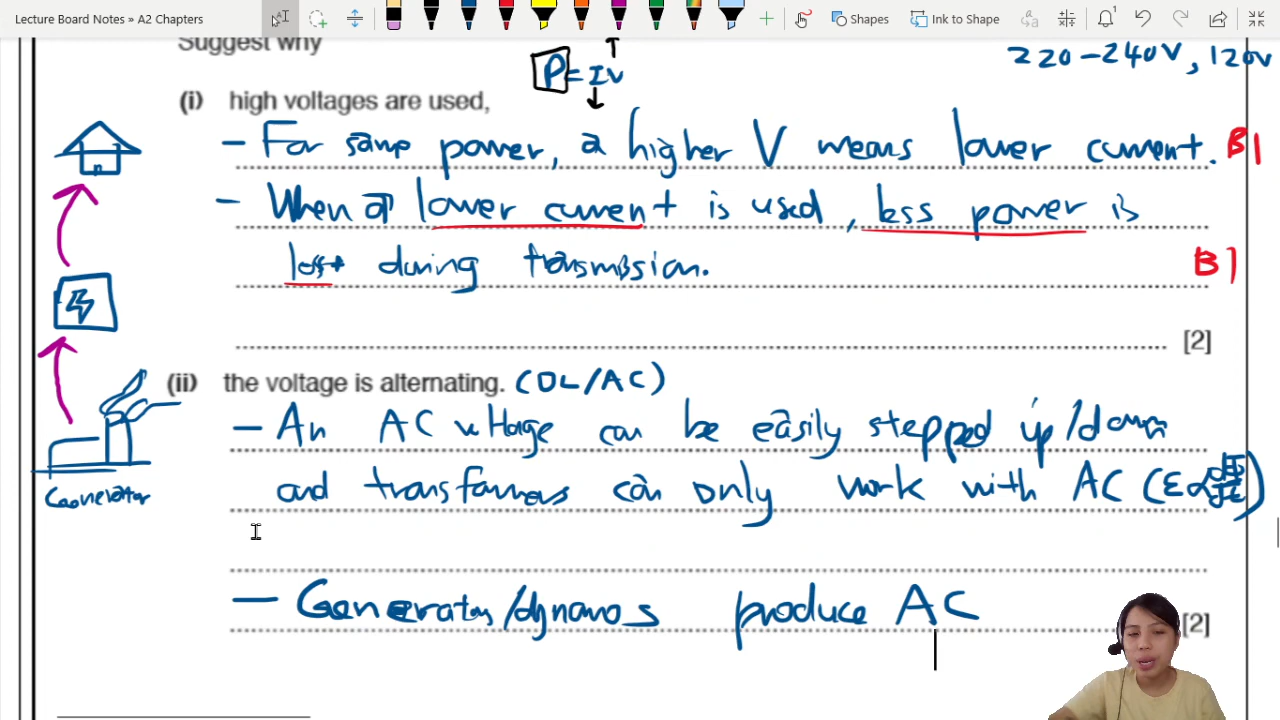 Lecture Board Notes » A2 Chapters
Shapes
Ink to Shape
Suggest why
P = IV
220-240V, 120V
(i) high voltages are used,
- For same power, a higher V means lower current. B1
- When a lower current is used, less power is
lost during transmission. B1
[2]
(ii) the voltage is alternating. (DC/AC)
- An AC voltage can be easily stepped up/down
and transformers can only work with AC
Generator
- Generators/dynamos produce AC
[2]